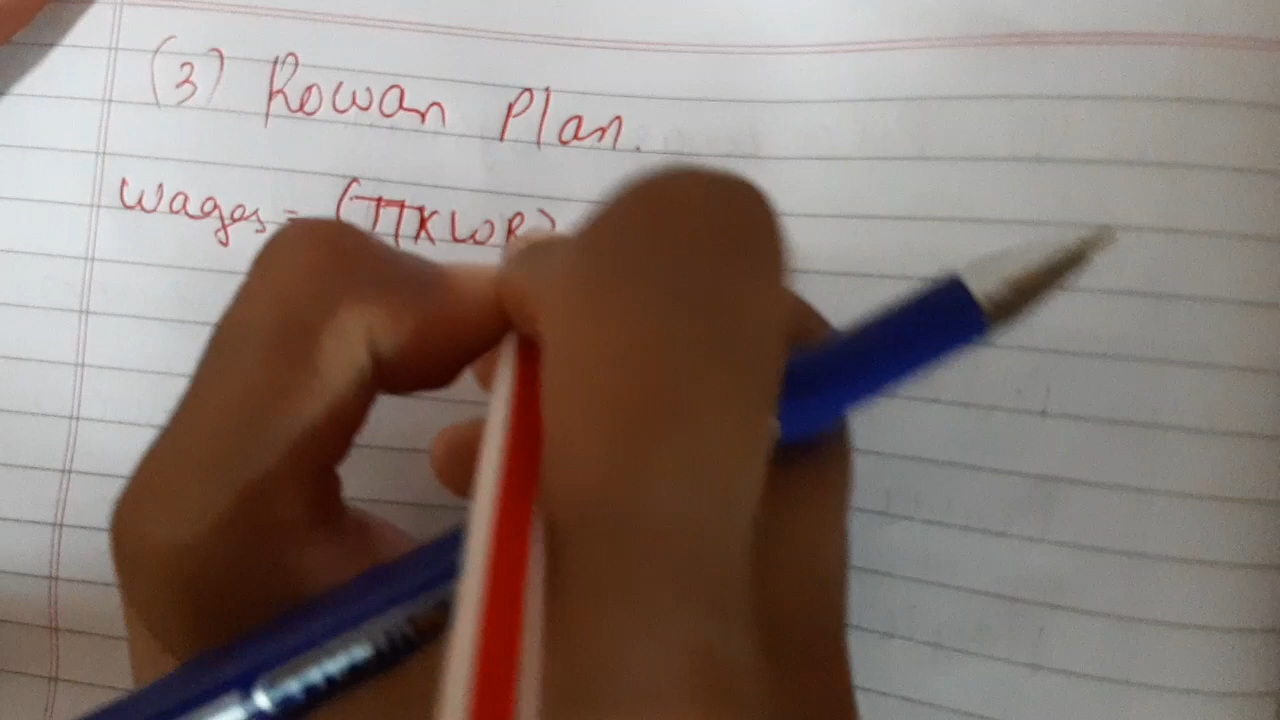 (3) Rowan Plan.
Wages = (TTXWR)